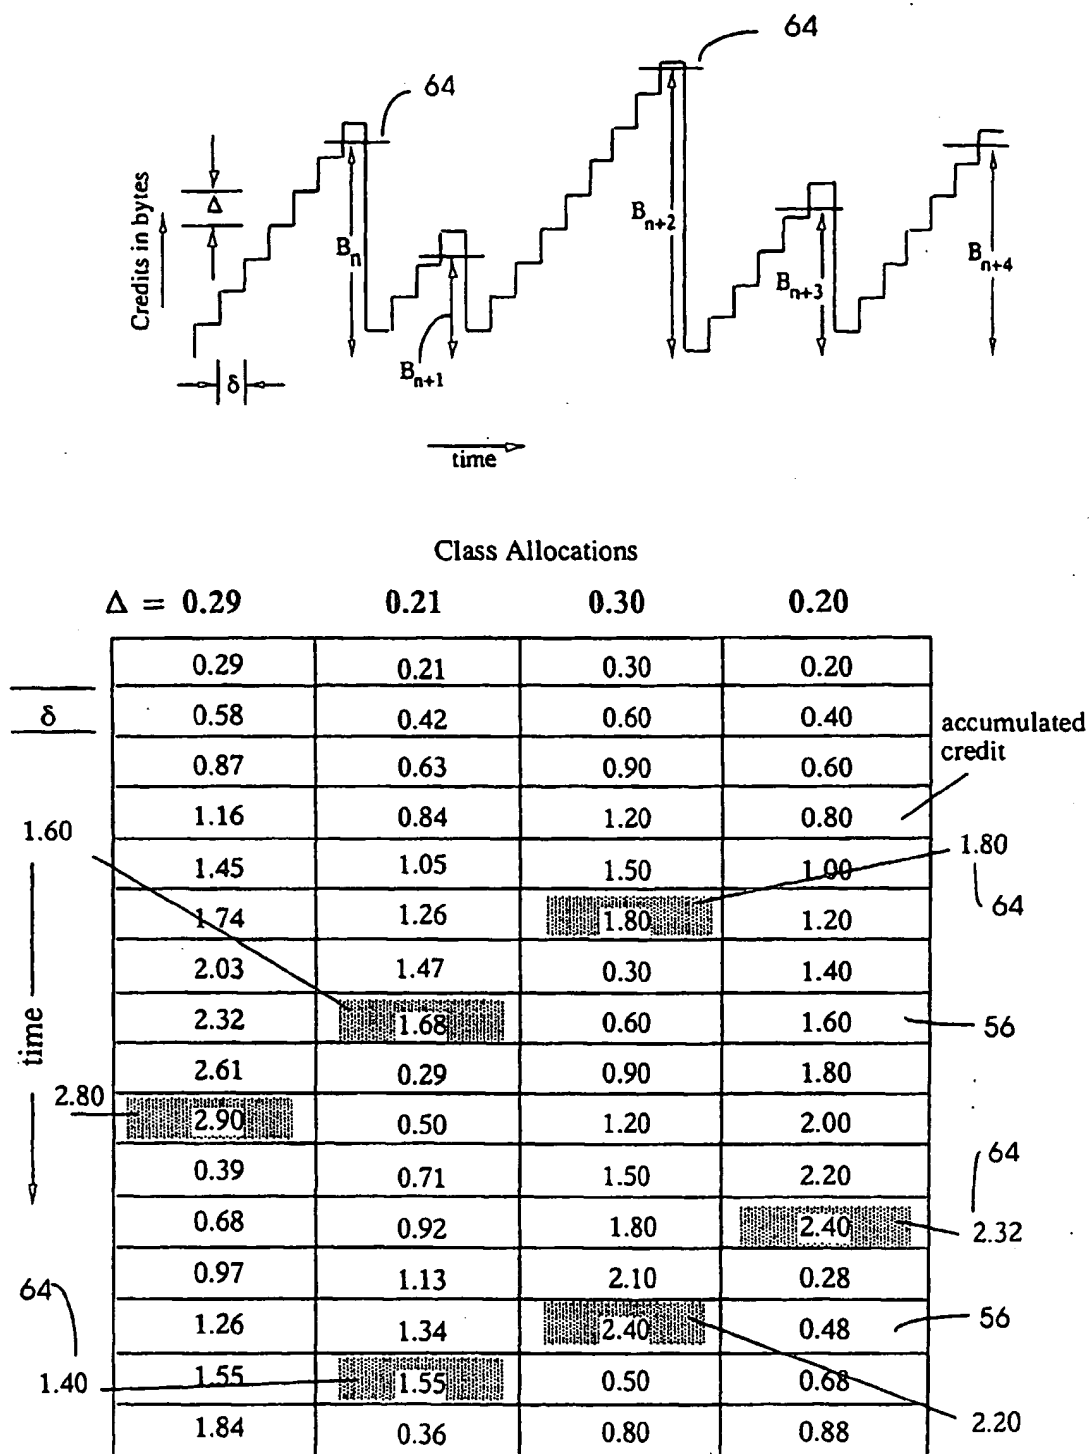 64
64
64
Credits in bytes
Δ
B_n
B_{n+1}
B_{n+2}
B_{n+3}
B_{n+4}
δ
time
Class Allocations
Δ = 0.29 0.21 0.30 0.20
0.29 0.21 0.30 0.20
δ 0.58 0.42 0.60 0.40
accumulated
credit
0.87 0.63 0.90 0.60
1.16 0.84 1.20 0.80
1.60
1.80
1.45 1.05 1.50 1.00
64
1.74 1.26 1.80 1.20
2.03 1.47 0.30 1.40
time
2.32 1.68 0.60 1.60 56
2.61 0.29 0.90 1.80
2.80
2.90 0.50 1.20 2.00
64
0.39 0.71 1.50 2.20
0.68 0.92 1.80 2.40 2.32
0.97 1.13 2.10 0.28
64
1.26 1.34 2.40 0.48 56
1.40 1.55 1.55 0.50 0.68
2.20
1.84 0.36 0.80 0.88